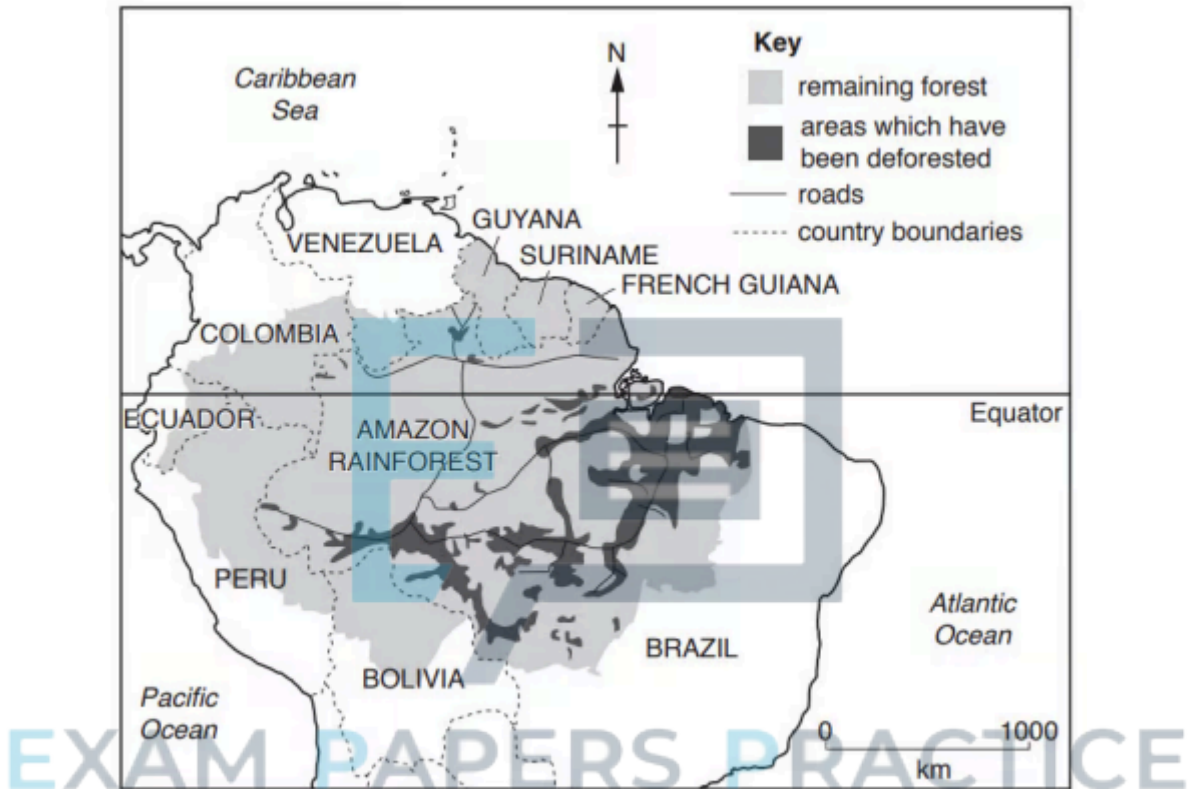 Key
N
remaining forest
Caribbean
Sea
areas which have
been deforested
roads
GUYANA
country boundaries
VENEZUELA
SURINAME
FRENCH GUIANA
COLOMBIA
ECUADOR
Equator
AMAZON
RAINFOREST
PERU
Atlantic
Ocean
BRAZIL
BOLIVIA
Pacific
Ocean
0 1000
km
EXAM PAPERS PRACTICE